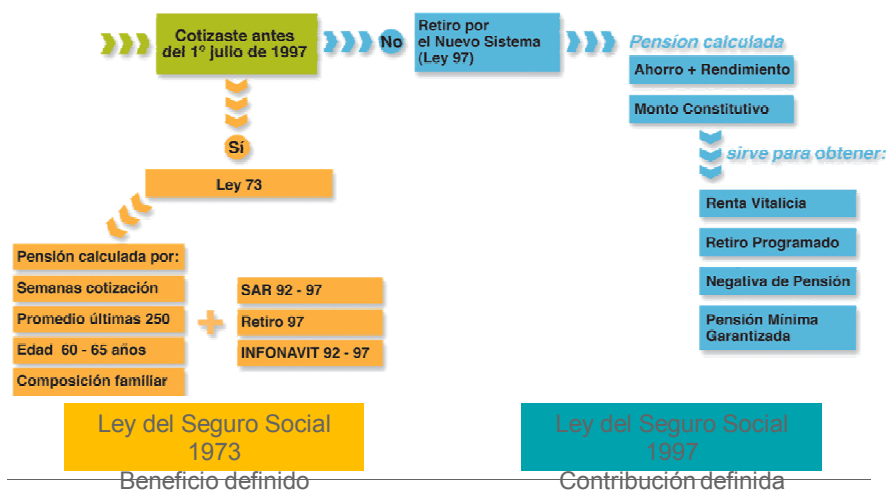 Cotizaste antes
del 1º julio de 1997
No
Retiro por
el Nuevo Sistema
(Ley 97)
Pensíon calculada
Ahorro + Rendimiento
Monto Constitutivo
sirve para obtener:
Renta Vitalicia
Retiro Programado
Negativa de Pensión
Pensión Mínima
Garantizada
Sí
Ley 73
Pensión calculada por:
Semanas cotización
Promedio últimas 250
Edad 60 - 65 años
Composición familiar
+
SAR 92 - 97
Retiro 97
INFONAVIT 92 - 97
Ley del Seguro Social
1973
Beneficio definido
Ley del Seguro Social
1997
Contribución definida